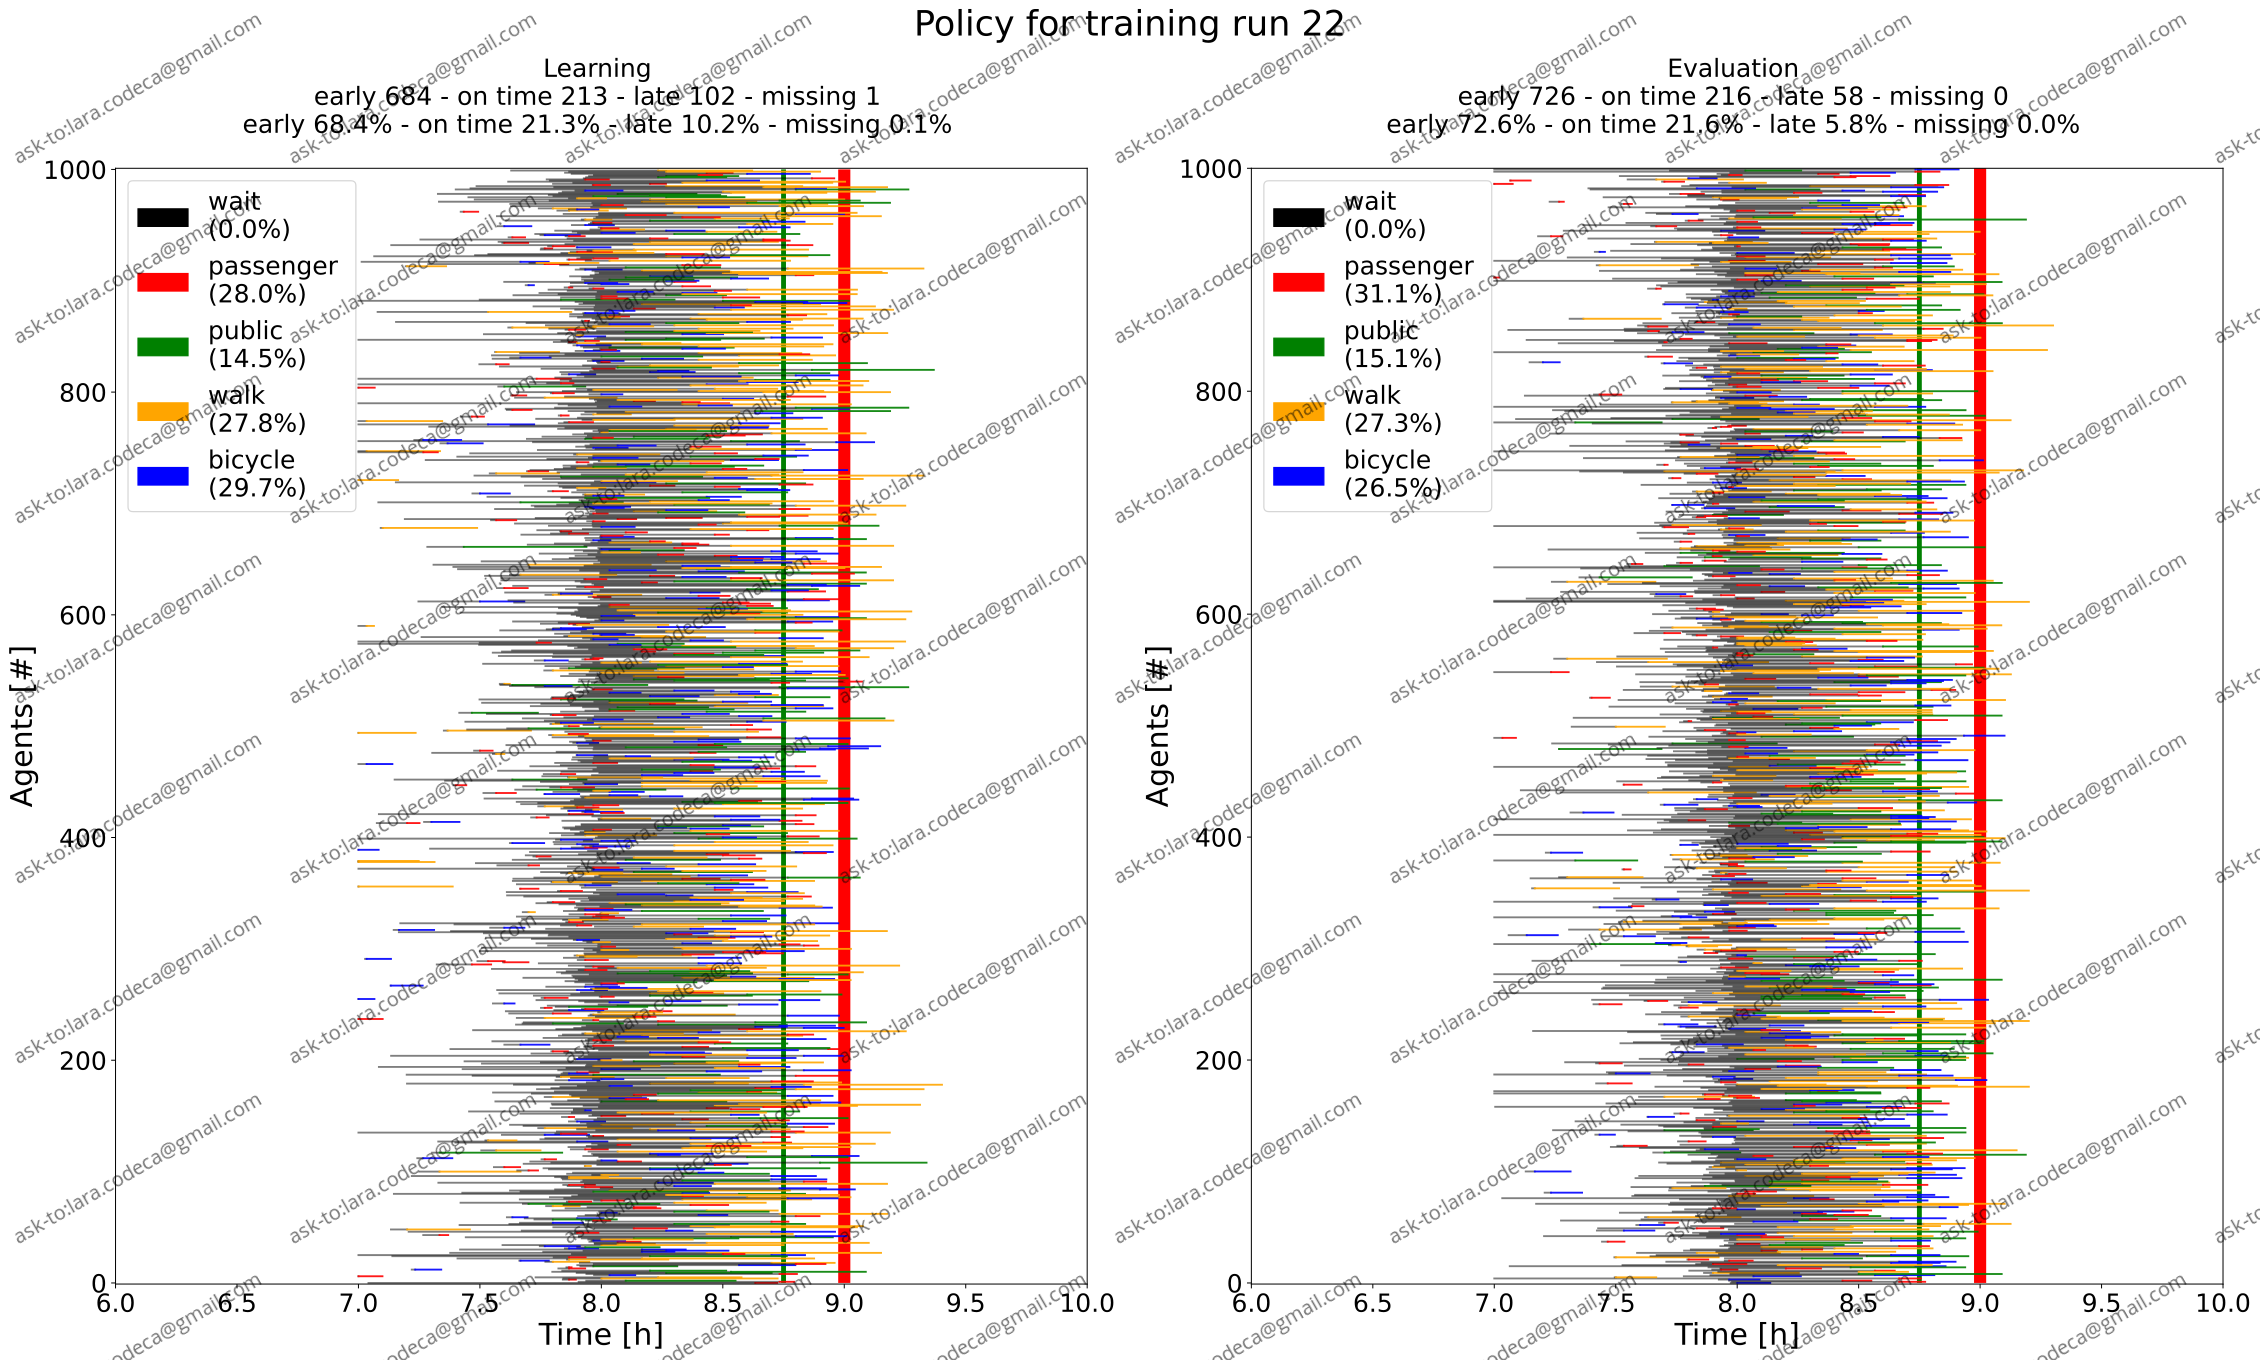 Policy for training run 22
Learning
early 684 - on time 213 - late 102 - missing 1
early 68.4% - on time 21.3% - late 10.2% - missing 0.1%
1000
800
600
400
200
0
Agents [#]
wait
(0.0%)
passenger
(28.0%)
public
(14.5%)
walk
(27.8%)
bicycle
(29.7%)
6.0 6.5 7.0 7.5 8.0 8.5 9.0 9.5 10.0
Time [h]
Evaluation
early 726 - on time 216 - late 58 - missing 0
early 72.6% - on time 21.6% - late 5.8% - missing 0.0%
1000
800
600
400
200
0
Agents [#]
wait
(0.0%)
passenger
(31.1%)
public
(15.1%)
walk
(27.3%)
bicycle
(26.5%)
6.0 6.5 7.0 7.5 8.0 8.5 9.0 9.5 10.0
Time [h]
ask-to:lara.codeca@gmail.com